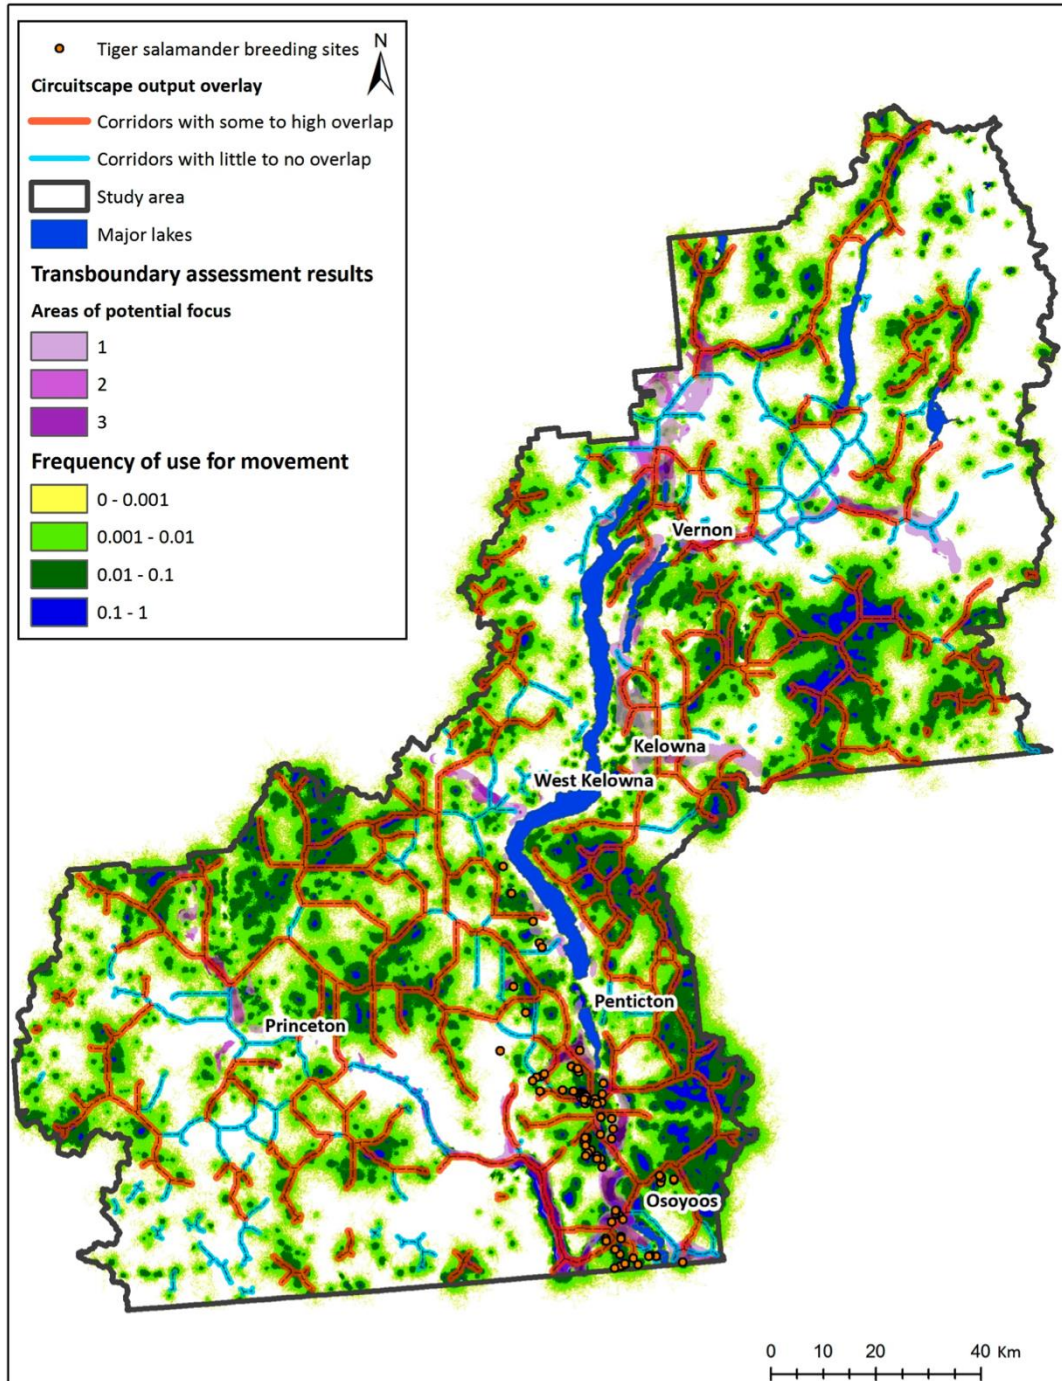 N
Tiger salamander breeding sites
Circuitscape output overlay
Corridors with some to high overlap
Corridors with little to no overlap
Study area
Major lakes
Transboundary assessment results
Areas of potential focus
1
2
3
Frequency of use for movement
0 - 0.001
0.001 - 0.01
0.01 - 0.1
0.1 - 1
Vernon
Kelowna
West Kelowna
Penticton
Princeton
Osoyoos
0 10 20 40 Km